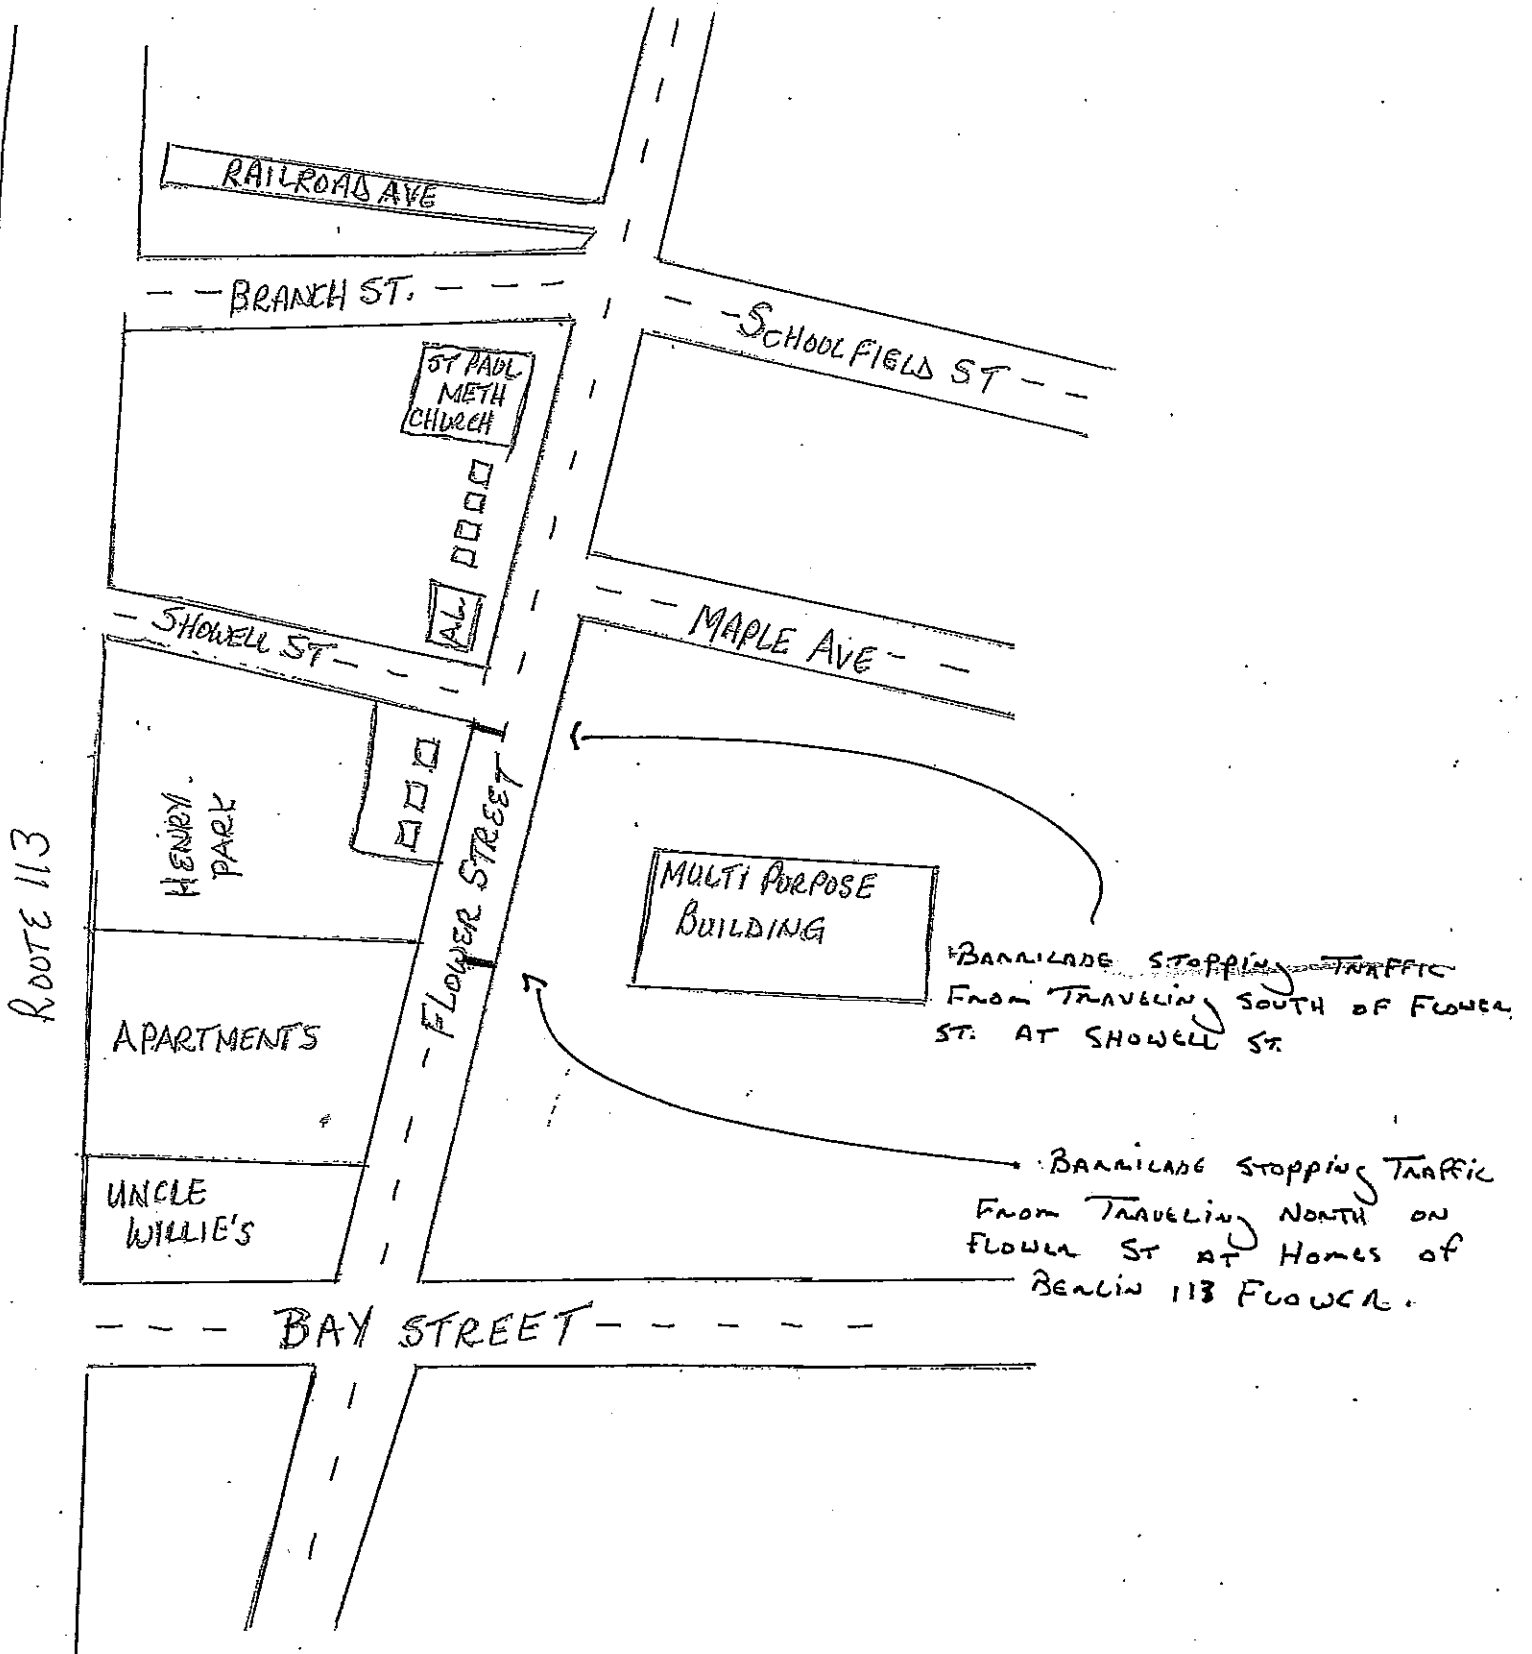 RAILROAD AVE
BRANCH ST.
SCHOOLFIELD ST
ST PAUL
METH
CHURCH
AL
SHOWELL ST
MAPLE AVE
HENRY
PARK
FLOWER STREET
ROUTE 113
MULTI PURPOSE
BUILDING
BARRICADE STOPPING TRAFFIC
FROM TRAVELING SOUTH OF FLOWER
ST. AT SHOWELL ST.
APARTMENTS
BARRICADE STOPPING TRAFFIC
FROM TRAVELING NORTH ON
FLOWER ST AT HOMES OF
BERLIN 113 FLOWER.
UNCLE
WILLIE'S
BAY STREET